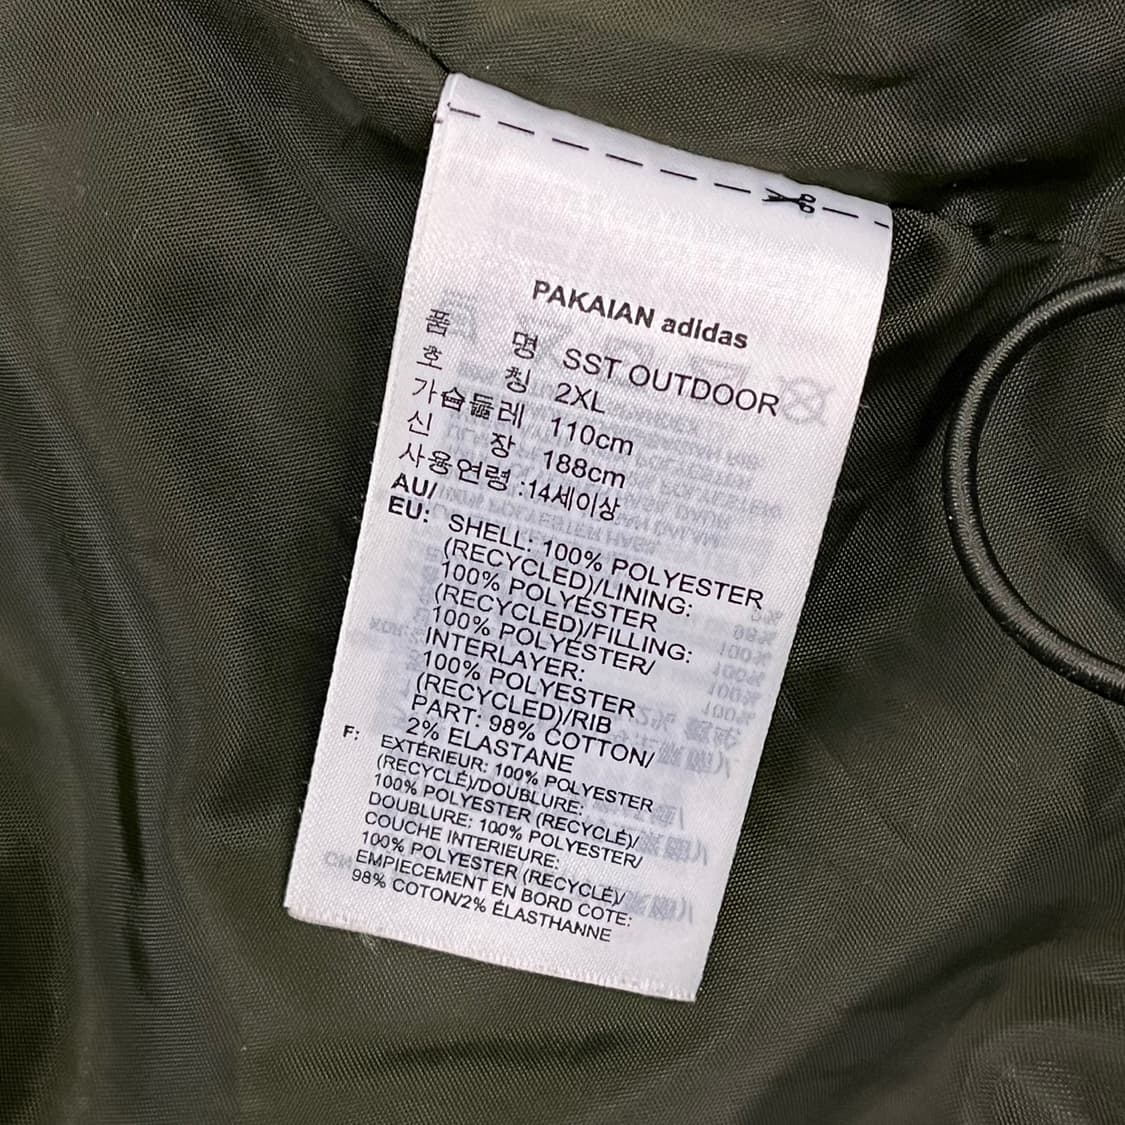 PAKAIAN adidas
품 명 SST OUTDOOR
호 칭 2XL
가슴둘레 110cm
신 장 188cm
사용연령 :14세이상
AU/
EU: SHELL: 100% POLYESTER
(RECYCLED)/LINING:
100% POLYESTER
(RECYCLED)/FILLING:
100% POLYESTER/
INTERLAYER:
100% POLYESTER
(RECYCLED)/RIB
PART: 98% COTTON/
2% ELASTANE
F: EXTÉRIEUR: 100% POLYESTER
(RECYCLÉ)/DOUBLURE:
100% POLYESTER (RECYCLÉ)/
DOUBLURE: 100% POLYESTER/
COUCHE INTERIEURE:
100% POLYESTER (RECYCLÉ)/
EMPIECEMENT EN BORD COTE:
98% COTON/2% ÉLASTHANNE